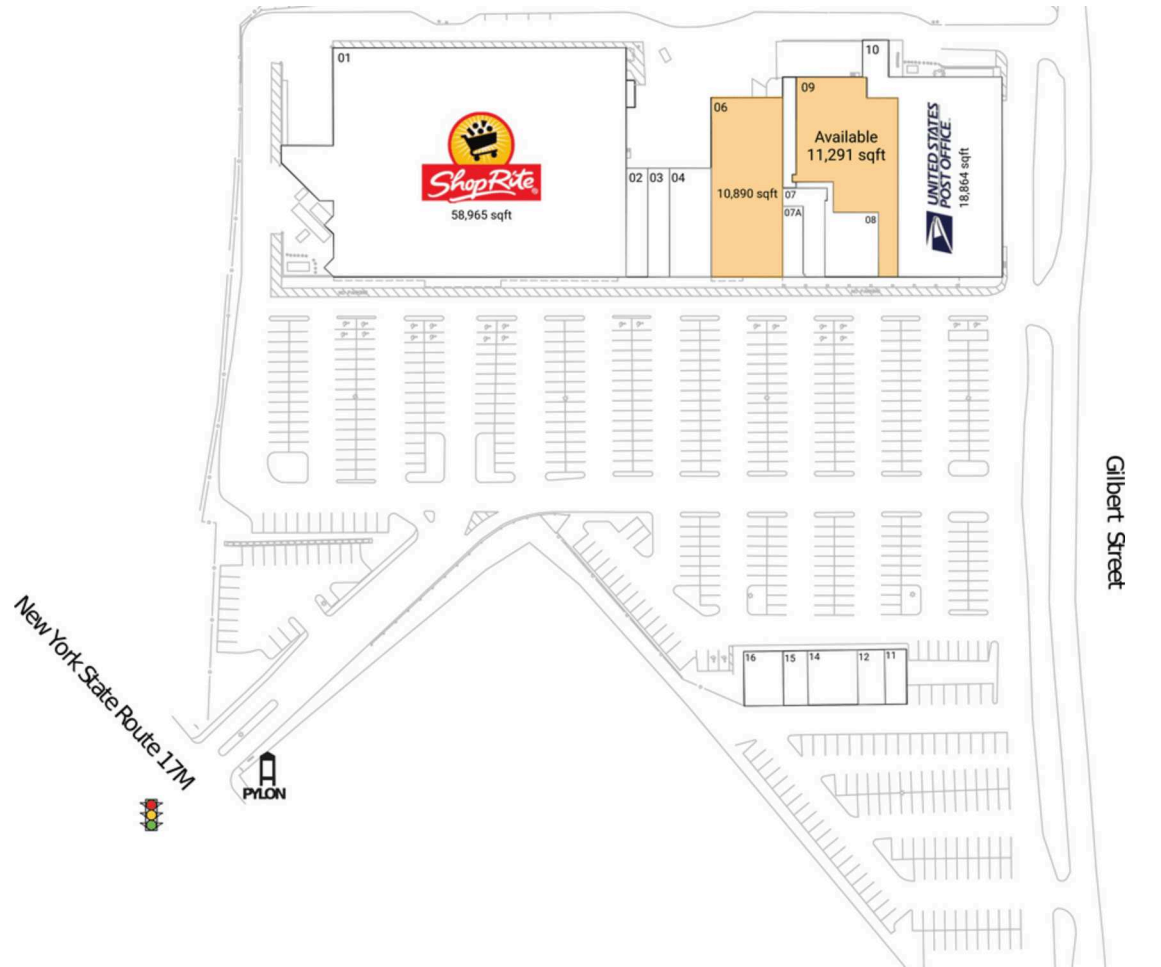 01
10
09
06
Available
11,291 sqft
UNITED STATES
POST OFFICE.
18,864 sqft
ShopRite®
58,965 sqft
02
03
04
10,890 sqft
07
07A
08
Gilbert Street
New York State Route 17M
16
15
14
12
11
PYLON